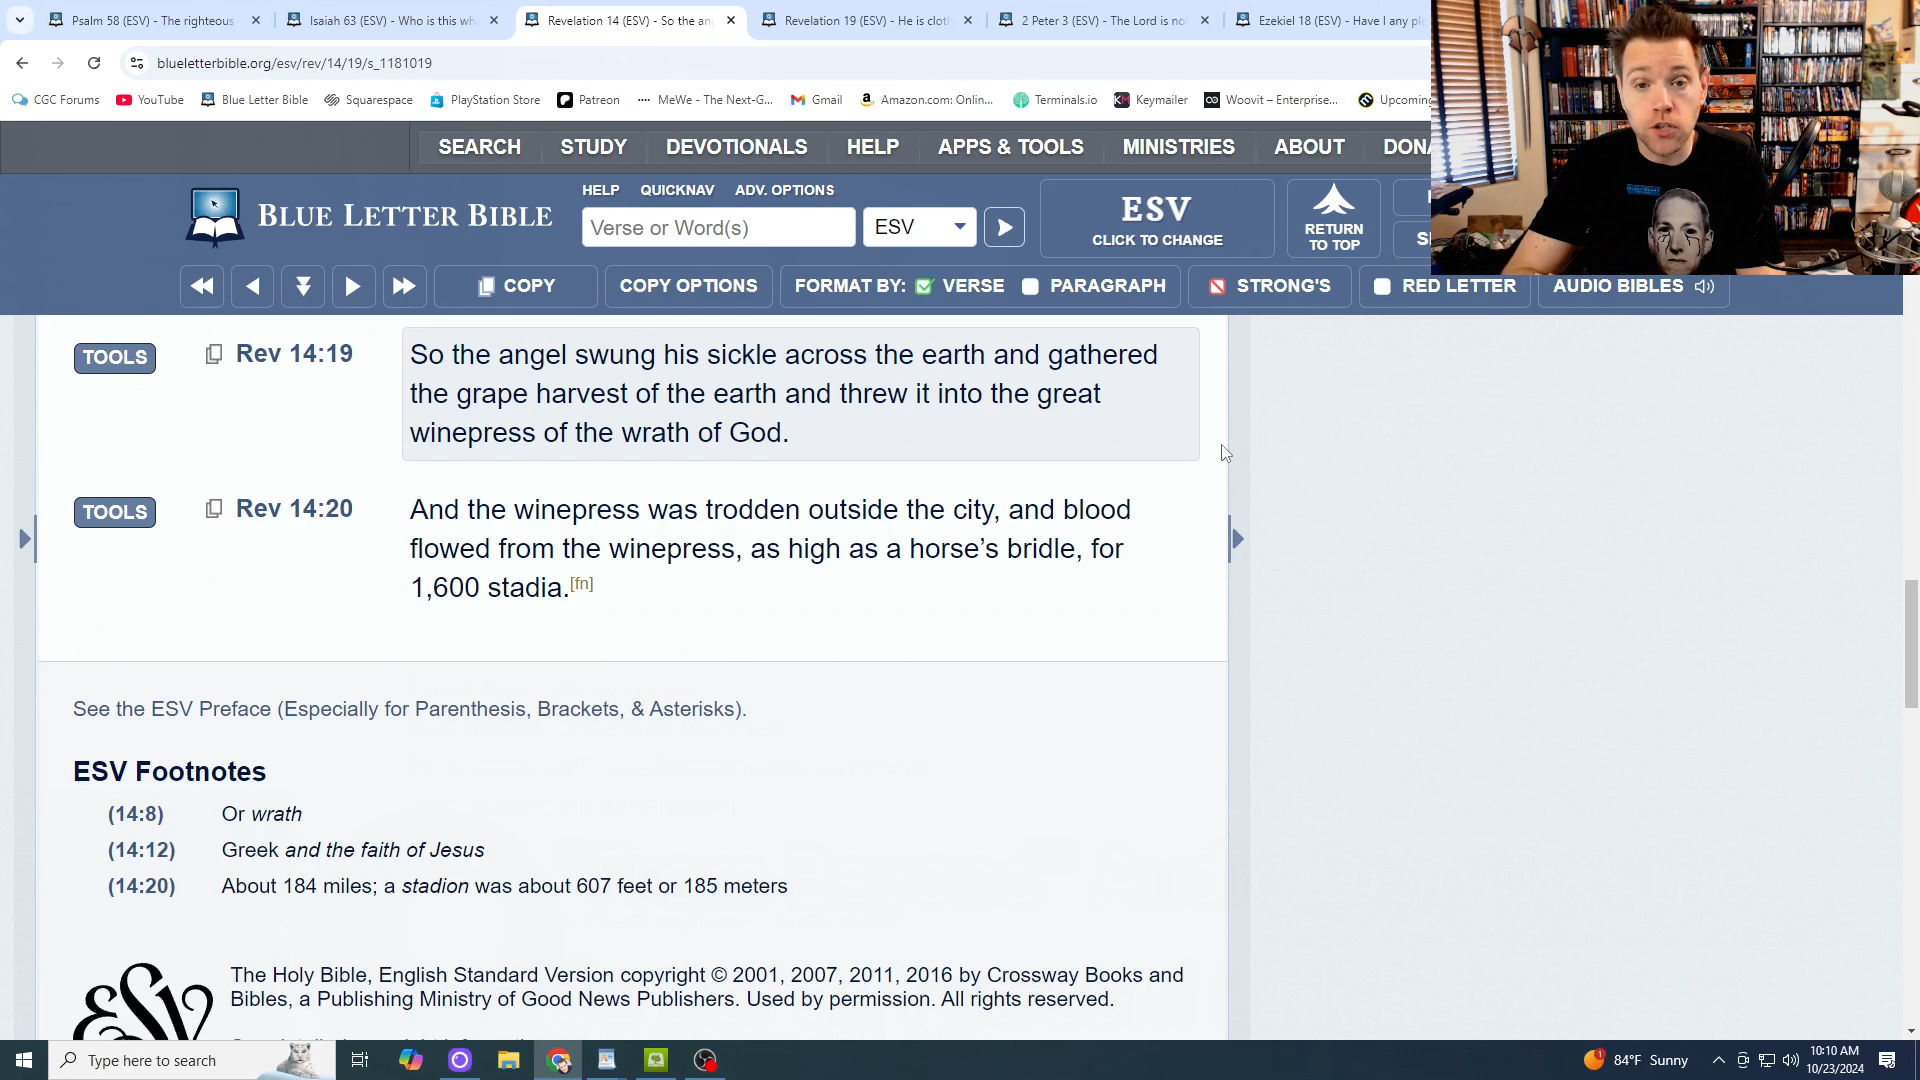 Psalm 58 (ESV) - The righteous
Isaiah 63 (ESV) - Who is this wh
Revelation 14 (ESV) - So the an
Revelation 19 (ESV) - He is clot
2 Peter 3 (ESV) - The Lord is no
Ezekiel 18 (ESV) - Have I any pl
blueletterbible.org/esv/rev/14/19/s_1181019
CGC Forums
YouTube
Blue Letter Bible
Squarespace
PlayStation Store
Patreon
MeWe - The Next-G...
Gmail
Amazon.com: Onlin...
Terminals.io
Keymailer
Woovit – Enterprise...
Upcoming
SEARCH
STUDY
DEVOTIONALS
HELP
APPS & TOOLS
MINISTRIES
ABOUT
DONA
BLUE LETTER BIBLE
HELP QUICKNAV ADV. OPTIONS
Verse or Word(s)
ESV
ESV
CLICK TO CHANGE
RETURN
TO TOP
COPY
COPY OPTIONS
FORMAT BY: VERSE PARAGRAPH
STRONG'S
RED LETTER
AUDIO BIBLES
TOOLS
Rev 14:19
So the angel swung his sickle across the earth and gathered
the grape harvest of the earth and threw it into the great
winepress of the wrath of God.
TOOLS
Rev 14:20
And the winepress was trodden outside the city, and blood
flowed from the winepress, as high as a horse’s bridle, for
1,600 stadia.[fn]
See the ESV Preface (Especially for Parenthesis, Brackets, & Asterisks).
ESV Footnotes
(14:8) Or wrath
(14:12) Greek and the faith of Jesus
(14:20) About 184 miles; a stadion was about 607 feet or 185 meters
ESV
The Holy Bible, English Standard Version copyright © 2001, 2007, 2011, 2016 by Crossway Books and
Bibles, a Publishing Ministry of Good News Publishers. Used by permission. All rights reserved.
Type here to search
84°F Sunny
10:10 AM
10/23/2024